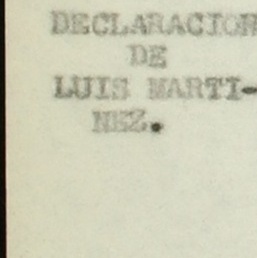 DECLARACION
DE
LUIS MARTI-
NEZ.